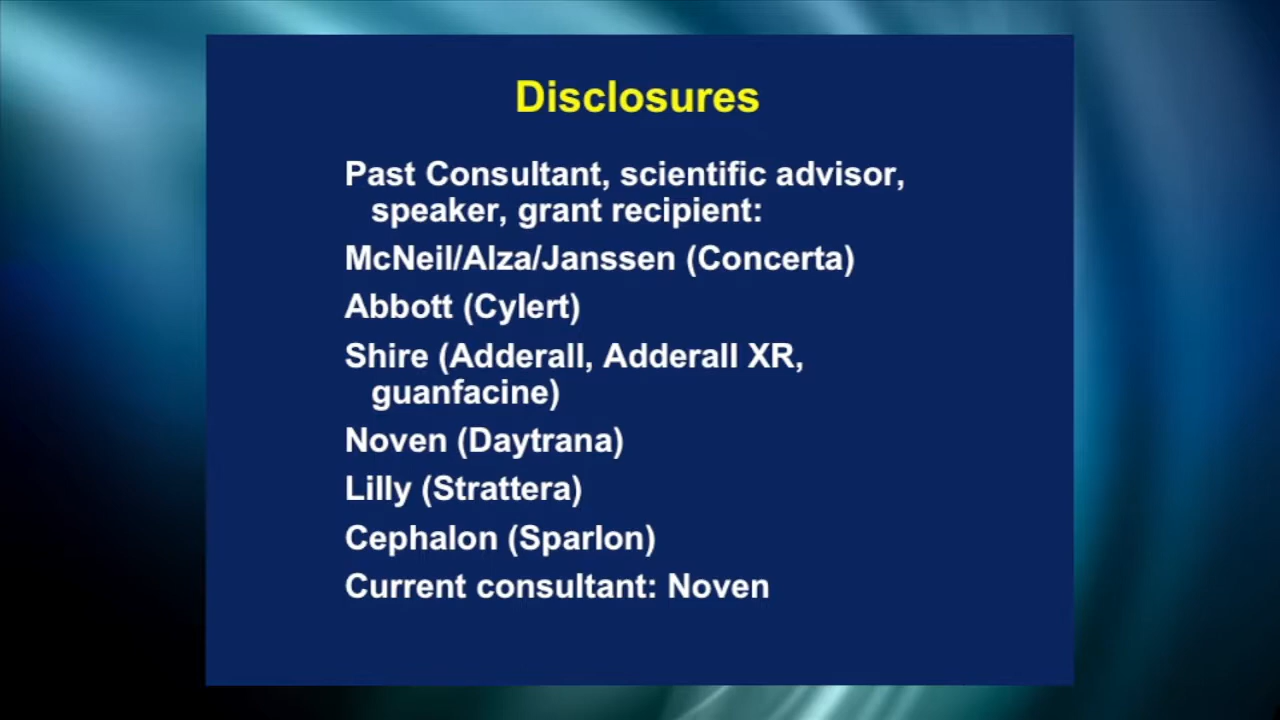 Disclosures
Past Consultant, scientific advisor,
speaker, grant recipient:
McNeil/Alza/Janssen (Concerta)
Abbott (Cylert)
Shire (Adderall, Adderall XR,
guanfacine)
Noven (Daytrana)
Lilly (Strattera)
Cephalon (Sparlon)
Current consultant: Noven